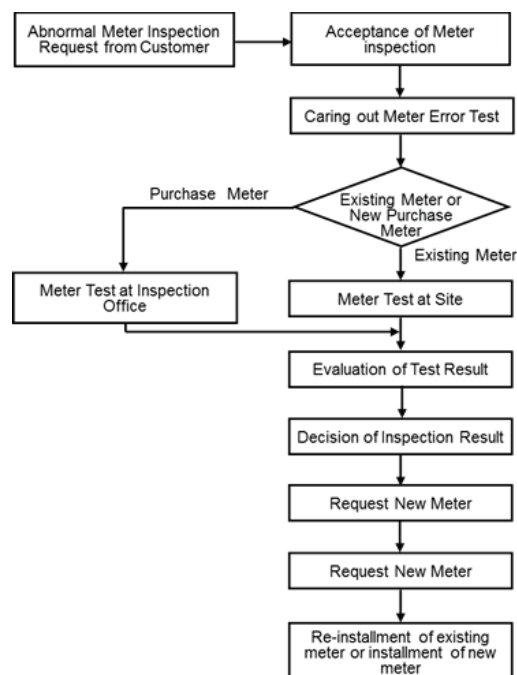 Abnormal Meter Inspection
Request from Customer
Acceptance of Meter
inspection
Caring out Meter Error Test
Existing Meter or
New Purchase
Meter
Purchase Meter
Existing Meter
Meter Test at Inspection
Office
Meter Test at Site
Evaluation of Test Result
Decision of Inspection Result
Request New Meter
Request New Meter
Re-installment of existing
meter or installment of new
meter